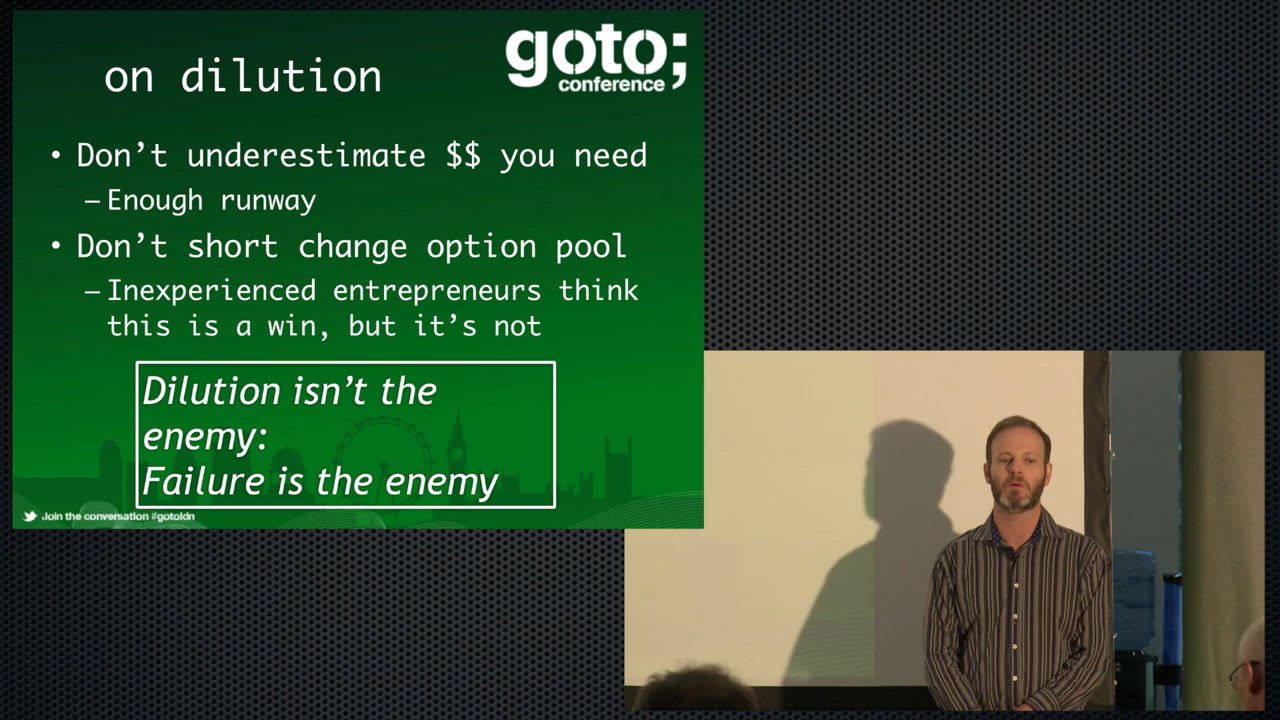 on dilution
goto;
conference
• Don’t underestimate $$ you need
– Enough runway
• Don’t short change option pool
– Inexperienced entrepreneurs think
this is a win, but it’s not
Dilution isn’t the
enemy:
Failure is the enemy
Join the conversation #gotoldn